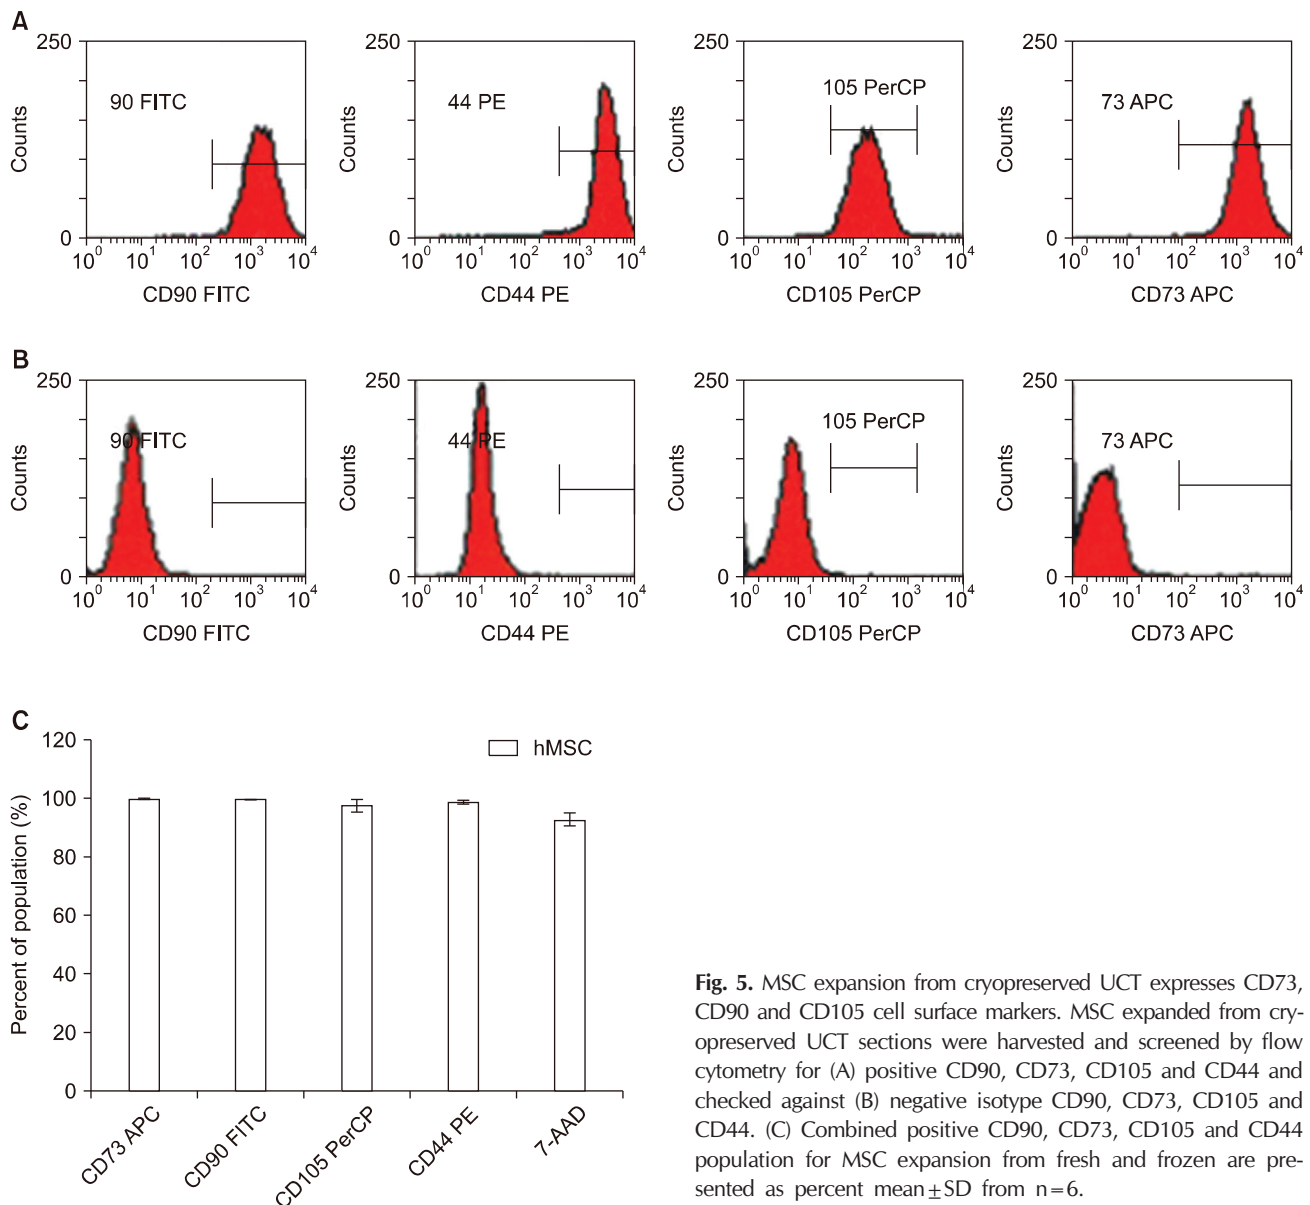 A
250
90 FITC
Counts
0
10^0 10^1 10^2 10^3 10^4
CD90 FITC
250
44 PE
Counts
0
10^0 10^1 10^2 10^3 10^4
CD44 PE
250
105 PerCP
Counts
0
10^0 10^1 10^2 10^3 10^4
CD105 PerCP
250
73 APC
Counts
0
10^0 10^1 10^2 10^3 10^4
CD73 APC
B
250
90 FITC
Counts
0
10^0 10^1 10^2 10^3 10^4
CD90 FITC
250
44 PE
Counts
0
10^0 10^1 10^2 10^3 10^4
CD44 PE
250
105 PerCP
Counts
0
10^0 10^1 10^2 10^3 10^4
CD105 PerCP
250
73 APC
Counts
0
10^0 10^1 10^2 10^3 10^4
CD73 APC
C
Percent of population (%)
120
100
80
60
40
20
0
hMSC
CD73 APC
CD90 FITC
CD105 PerCP
CD44 PE
7-AAD
Fig. 5. MSC expansion from cryopreserved UCT expresses CD73,
CD90 and CD105 cell surface markers. MSC expanded from cry-
opreserved UCT sections were harvested and screened by flow
cytometry for (A) positive CD90, CD73, CD105 and CD44 and
checked against (B) negative isotype CD90, CD73, CD105 and
CD44. (C) Combined positive CD90, CD73, CD105 and CD44
population for MSC expansion from fresh and frozen are pre-
sented as percent mean±SD from n=6.